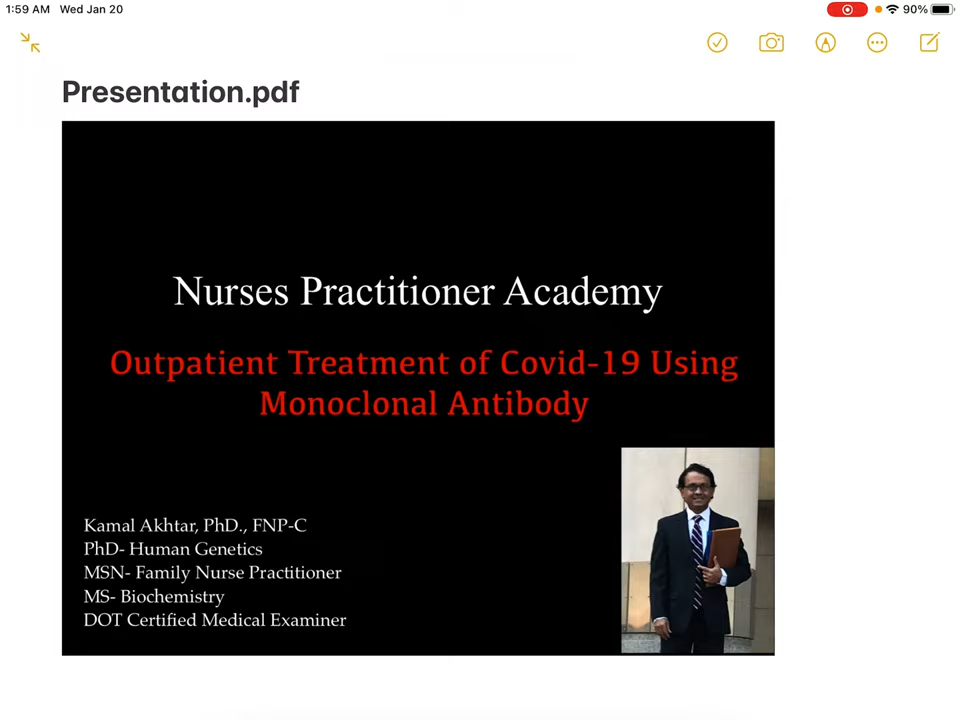 1:59 AM Wed Jan 20
90%
Presentation.pdf
Nurses Practitioner Academy
Outpatient Treatment of Covid-19 Using
Monoclonal Antibody
Kamal Akhtar, PhD., FNP-C
PhD- Human Genetics
MSN- Family Nurse Practitioner
MS- Biochemistry
DOT Certified Medical Examiner